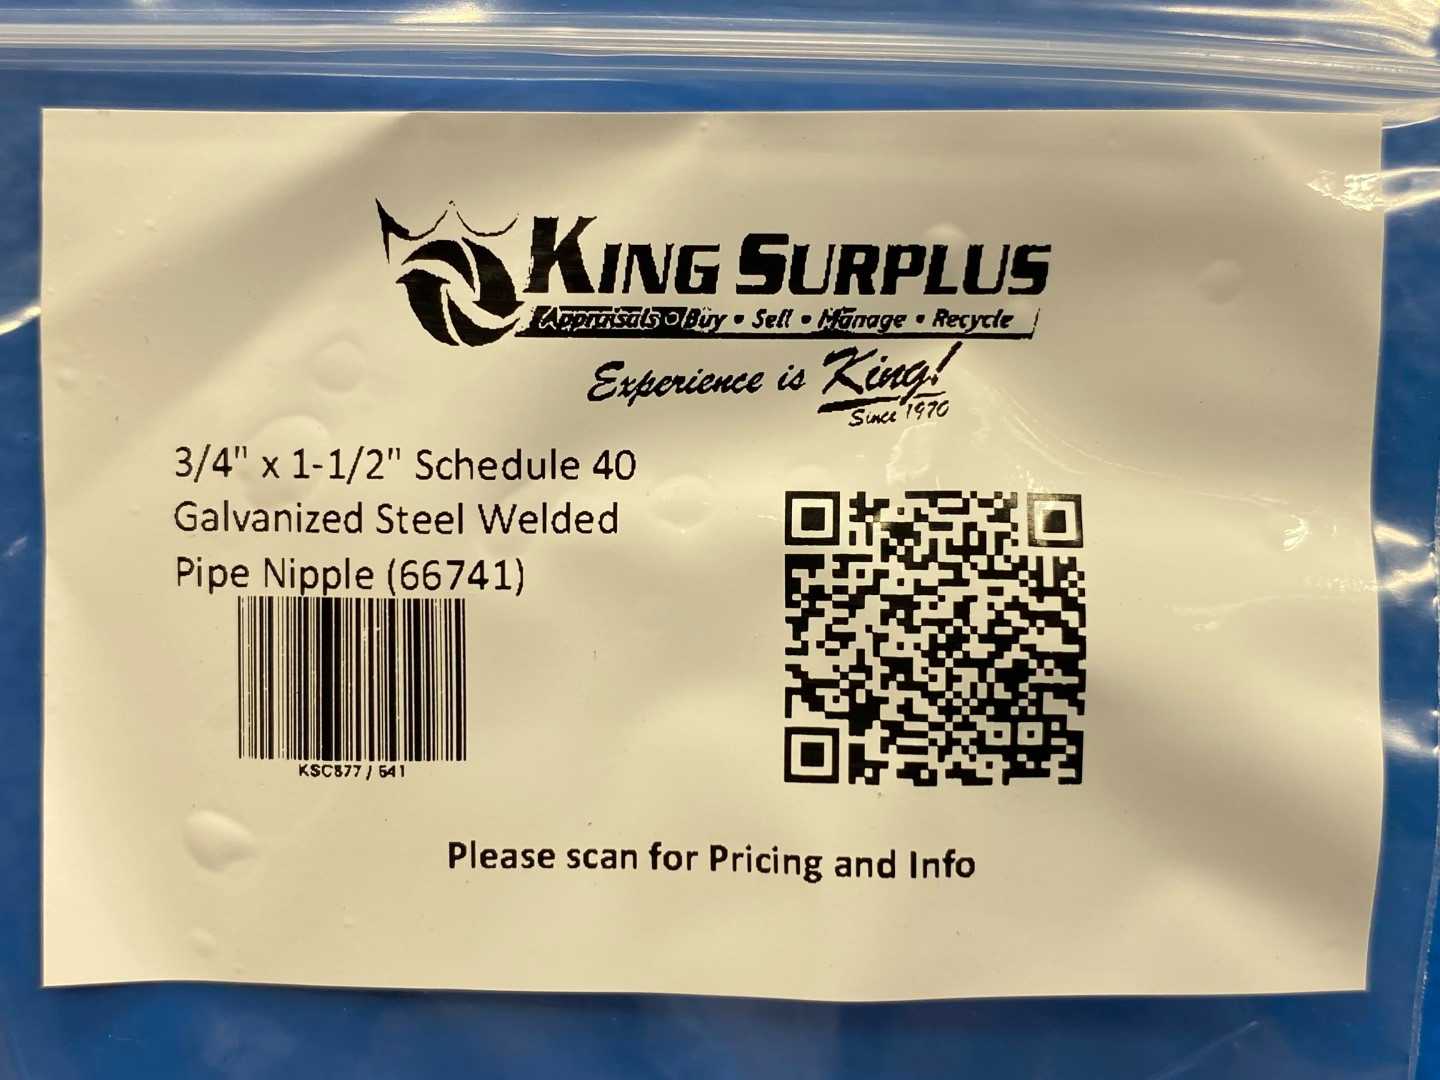 KING SURPLUS
Appraisals • Buy • Sell • Manage • Recycle
Experience is King!
Since 1970
3/4" x 1-1/2" Schedule 40
Galvanized Steel Welded
Pipe Nipple (66741)
KSC877 / 641
Please scan for Pricing and Info